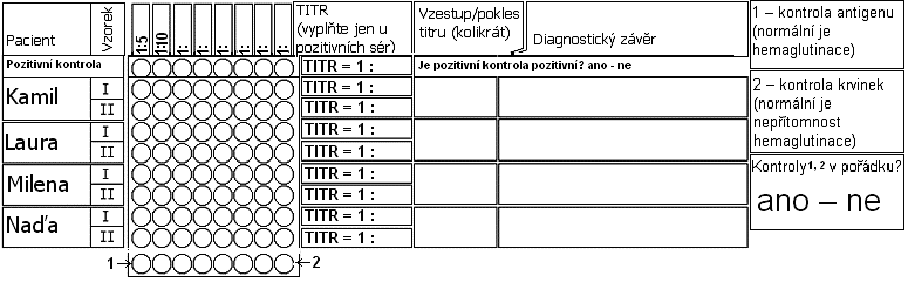 Pacient
Vzorek
1:5
1:10
1:
1:
1:
1:
1:
1:
TITR
(vyplňte jen u
pozitivních sér)
Vzestup/pokles
titru (kolikrát)
Diagnostický závěr
Pozitivní kontrola
TITR = 1 :
Je pozitivní kontrola pozitivní? ano - ne
Kamil
I
TITR = 1 :
II
TITR = 1 :
Laura
I
TITR = 1 :
II
TITR = 1 :
Milena
I
TITR = 1 :
II
TITR = 1 :
Naďa
I
TITR = 1 :
II
TITR = 1 :
1
2
1 – kontrola antigenu
(normální je
hemaglutinace)
2 – kontrola krvinek
(normální je
nepřítomnost
hemaglutinace)
Kontroly1, 2 v pořádku?
ano – ne